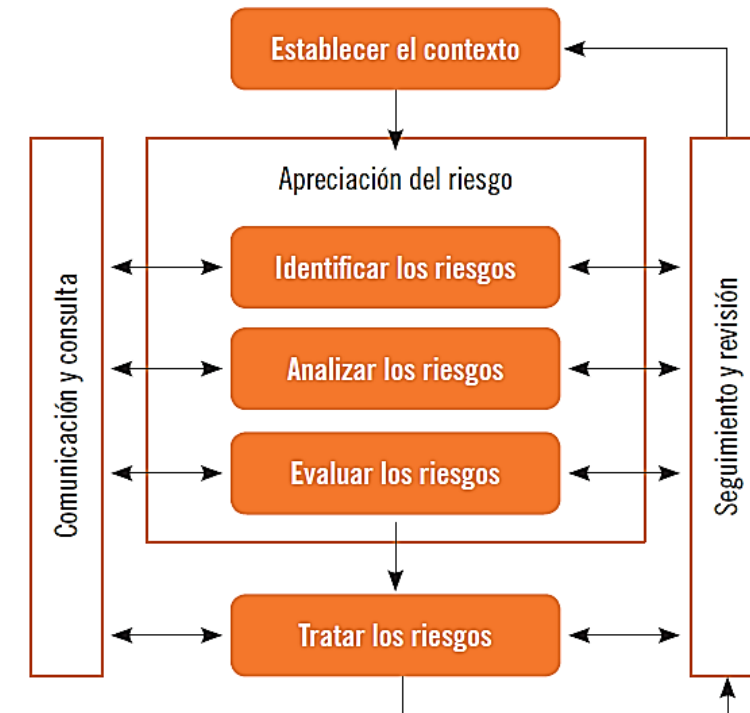 Establecer el contexto
Apreciación del riesgo
Identificar los riesgos
Analizar los riesgos
Evaluar los riesgos
Tratar los riesgos
Comunicación y consulta
Seguimiento y revisión